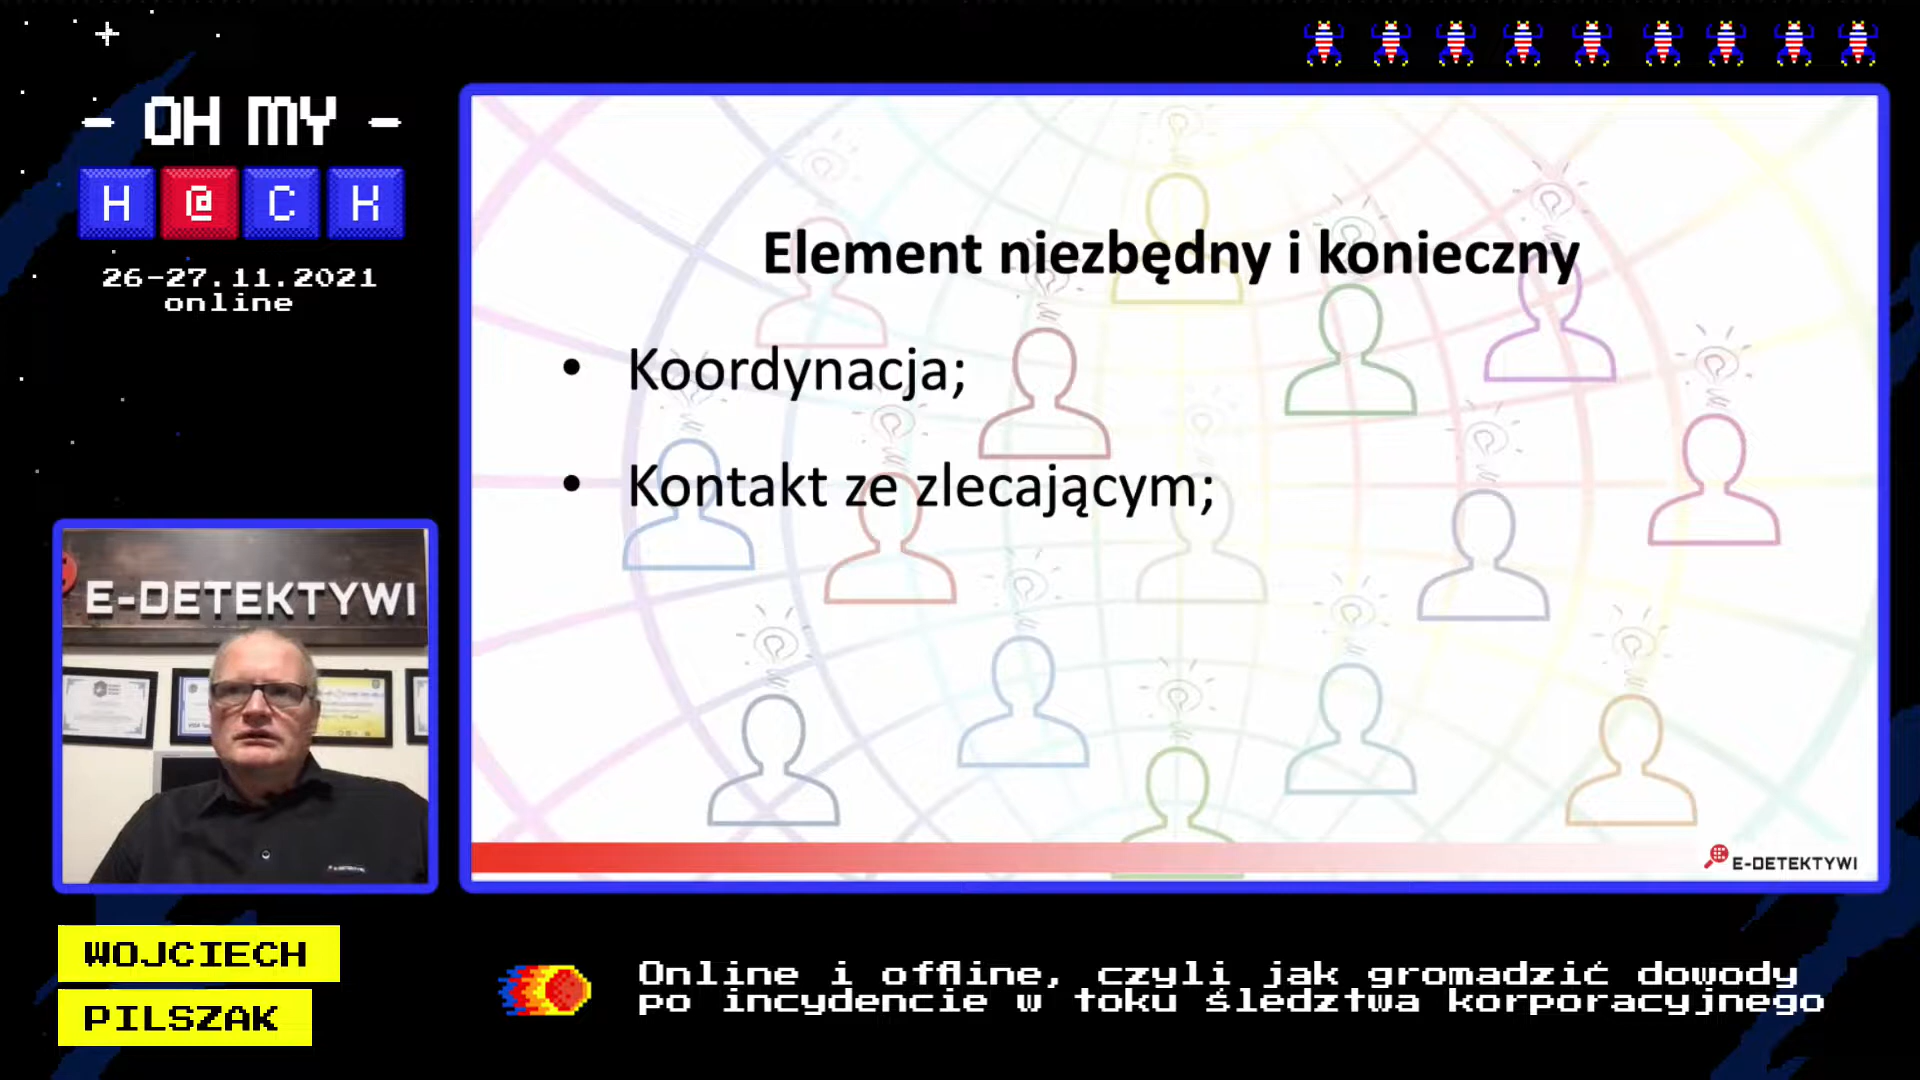 - OH MY -
H @ C K
26-27.11.2021
online
Element niezbędny i konieczny
• Koordynacja;
• Kontakt ze zlecającym;
E-DETEKTYWI
E-DETEKTYWI
WOJCIECH
PILSZAK
Online i offline, czyli jak gromadzić dowody
po incydencie w toku śledztwa korporacyjnego